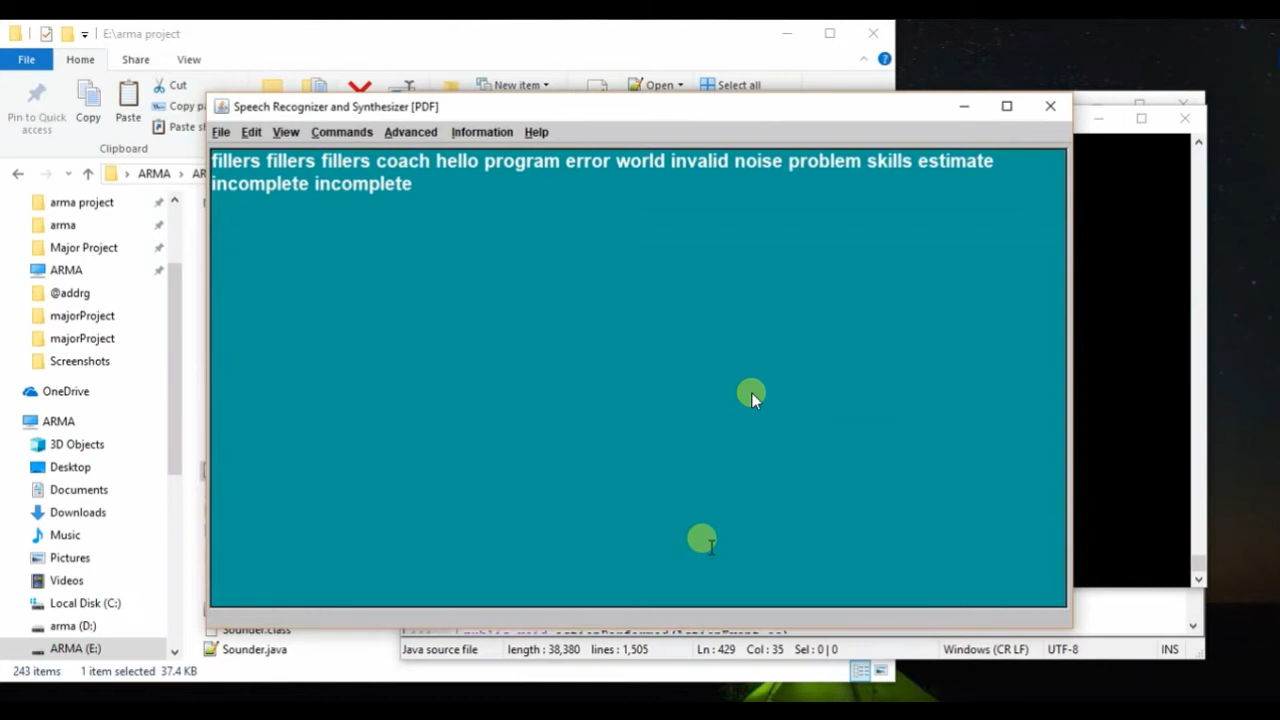 E:\arma project
File Home Share View
Pin to Quick access
Copy
Paste
Cut
Copy pa
Paste sh
New item
Open
Select all
Clipboard
ARMA
arma project
arma
Major Project
ARMA
@addrg
majorProject
majorProject
Screenshots
OneDrive
ARMA
3D Objects
Desktop
Documents
Downloads
Music
Pictures
Videos
Local Disk (C:)
arma (D:)
ARMA (E:)
243 items 1 item selected 37.4 KB
Speech Recognizer and Synthesizer [PDF]
File Edit View Commands Advanced Information Help
fillers fillers fillers coach hello program error world invalid noise problem skills estimate
incomplete incomplete
Sounder.class
Sounder.java
Java source file length : 38,380 lines : 1,505 Ln : 429 Col : 35 Sel : 0 | 0 Windows (CR LF) UTF-8 INS